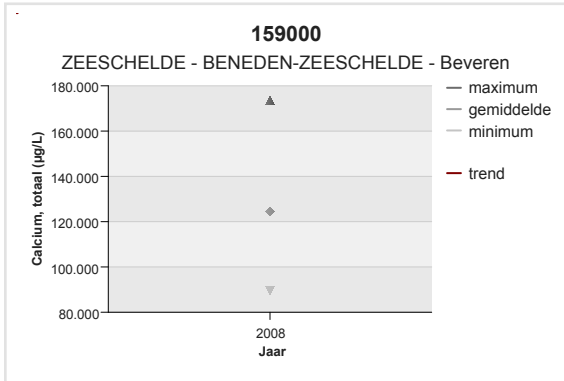 159000
ZEESCHELDE - BENEDEN-ZEESCHELDE - Beveren
180.000
160.000
140.000
120.000
100.000
80.000
Calcium, totaal (µg/L)
2008
Jaar
maximum
gemiddelde
minimum
trend